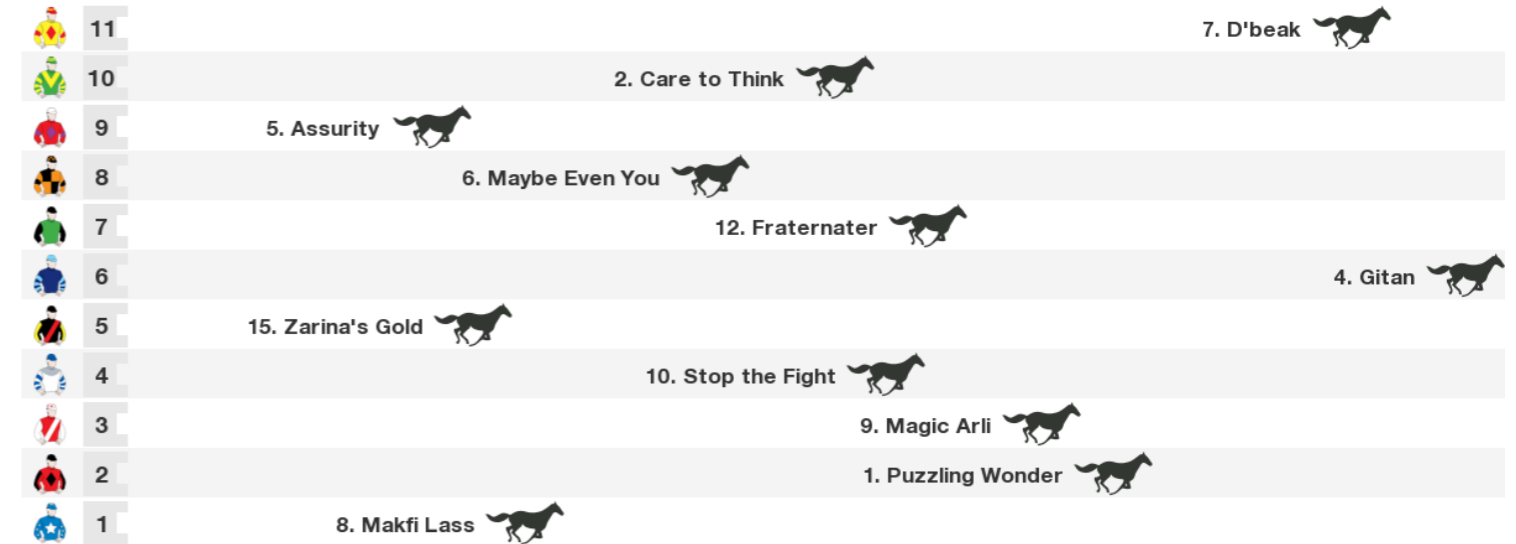 11 7. D'beak
10 2. Care to Think
9 5. Assurity
8 6. Maybe Even You
7 12. Fraternater
6 4. Gitan
5 15. Zarina's Gold
4 10. Stop the Fight
3 9. Magic Arli
2 1. Puzzling Wonder
1 8. Makfi Lass